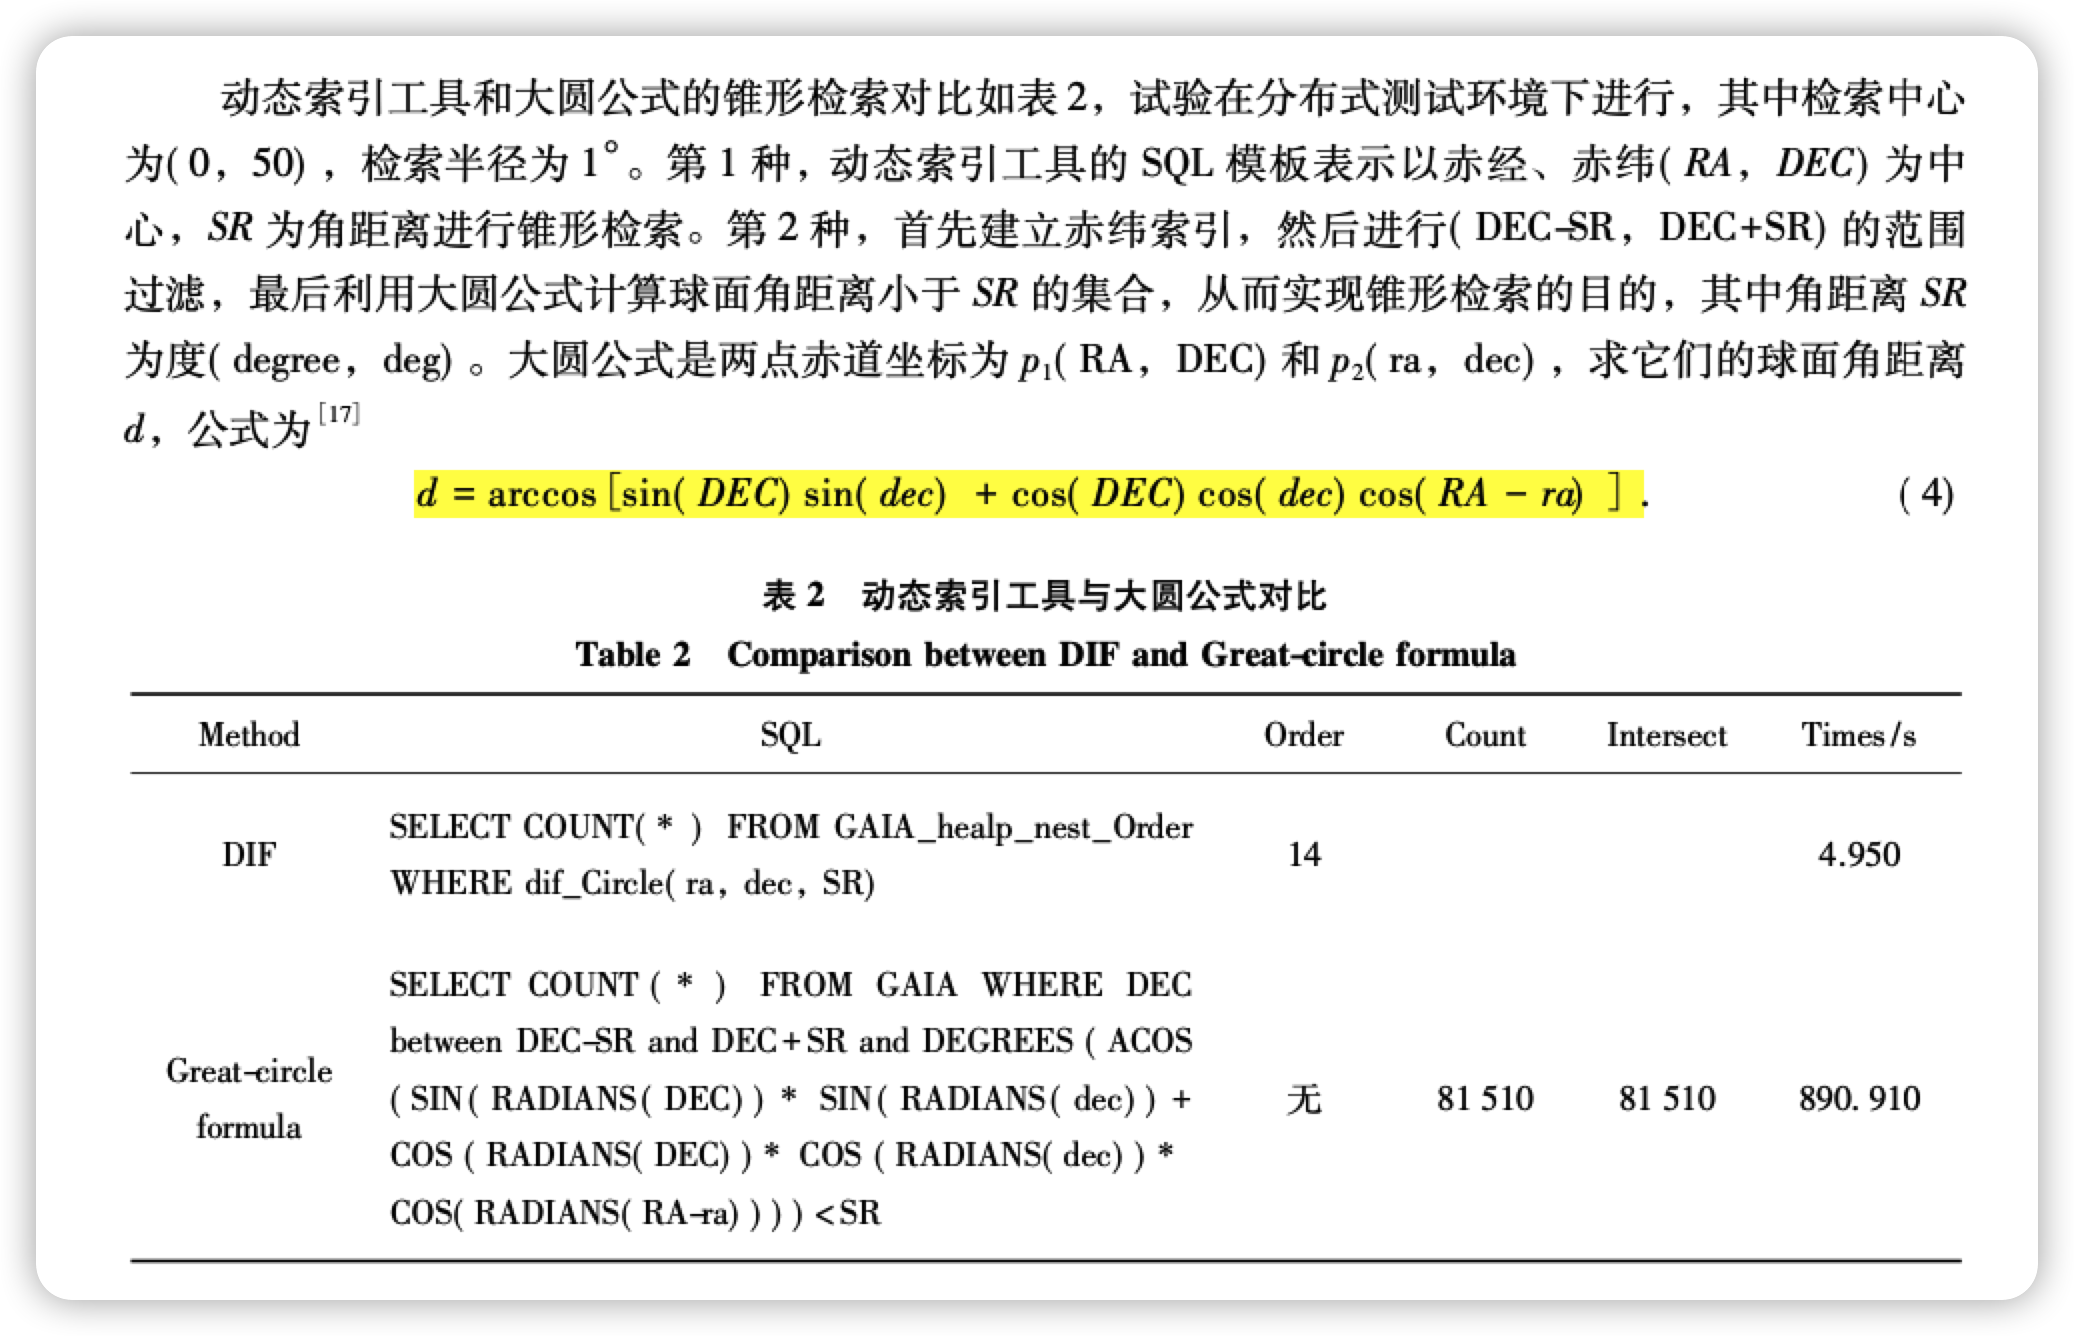 动态索引工具和大圆公式的锥形检索对比如表 2，试验在分布式测试环境下进行，其中检索中心
为(0，50)，检索半径为 1°。第 1 种，动态索引工具的 SQL 模板表示以赤经、赤纬(RA，DEC)为中
心，SR 为角距离进行锥形检索。第 2 种，首先建立赤纬索引，然后进行(DEC-SR，DEC+SR)的范围
过滤，最后利用大圆公式计算球面角距离小于 SR 的集合，从而实现锥形检索的目的，其中角距离 SR
为度(degree，deg)。大圆公式是两点赤道坐标为 p₁(RA，DEC)和 p₂(ra，dec)，求它们的球面角距离
d，公式为[17]
d = arccos [sin(DEC) sin(dec) + cos(DEC) cos(dec) cos(RA - ra) ] . (4)
表 2 动态索引工具与大圆公式对比
Table 2 Comparison between DIF and Great-circle formula
Method SQL Order Count Intersect Times/s
SELECT COUNT( * ) FROM GAIA_healp_nest_Order
DIF 14 4.950
WHERE dif_Circle( ra, dec, SR)
SELECT COUNT ( * ) FROM GAIA WHERE DEC
between DEC-SR and DEC+SR and DEGREES ( ACOS
Great-circle
( SIN( RADIANS( DEC) ) * SIN( RADIANS( dec) ) + 无 81 510 81 510 890. 910
formula
COS ( RADIANS( DEC) ) * COS ( RADIANS( dec) ) *
COS( RADIANS( RA-ra) ) ) ) <SR